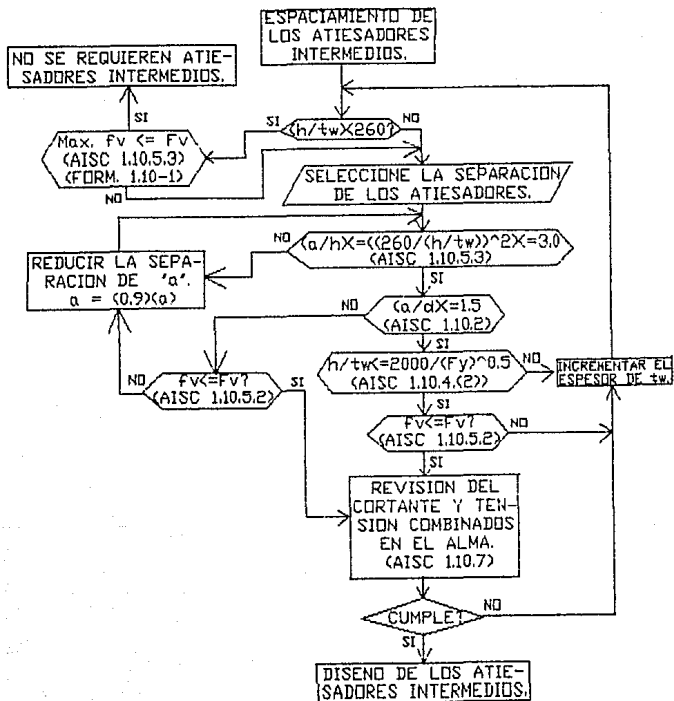 ESPACIAMIENTO DE
LOS ATIESADORES
INTERMEDIOS.
NO SE REQUIEREN ATIE-
SADORES INTERMEDIOS.
SI
SI
(h/tw)<260?
NO
Max. fv <= Fv
(AISC 1.10.5.3)
(FORM. 1.10-1)
NO
SELECCIONE LA SEPARACION
DE LOS ATIESADORES.
NO
(a/h)<=((260/(h/tw))^2)<=3.0
(AISC 1.10.5.3)
REDUCIR LA SEPA-
RACION DE "a".
a = (0.9)(a)
SI
NO
(a/d)<=1.5
(AISC 1.10.2)
SI
h/tw<=2000/(Fy)^0.5
(AISC 1.10.4.(2))
NO
INCREMENTAR EL
ESPESOR DE tw.
NO
fv<=Fv?
(AISC 1.10.5.2)
SI
SI
fv<=Fv?
(AISC 1.10.5.2)
NO
SI
REVISION DEL
CORTANTE Y TEN-
SION COMBINADOS
EN EL ALMA.
(AISC 1.10.7)
CUMPLE?
NO
SI
DISENO DE LOS ATIE-
SADORES INTERMEDIOS.